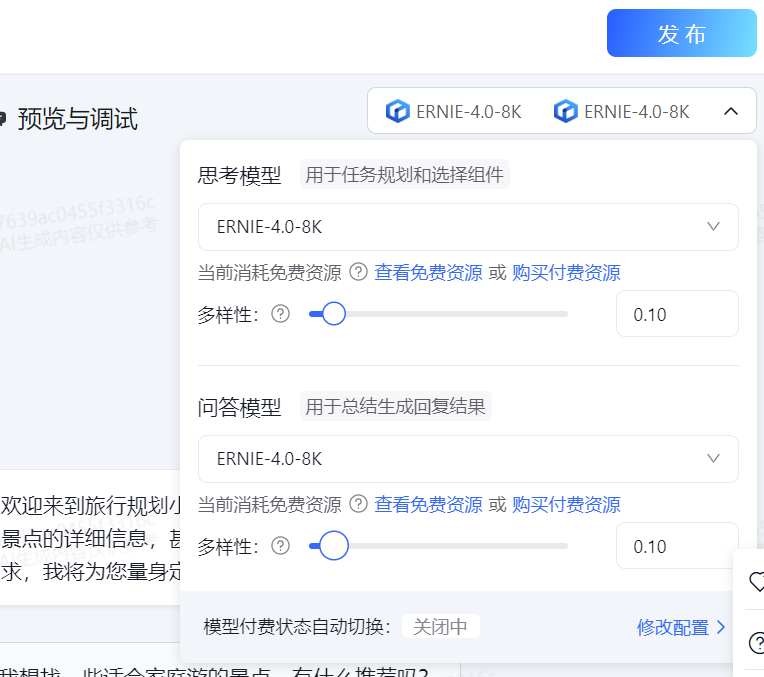 发布
预览与调试
ERNIE-4.0-8K ERNIE-4.0-8K
思考模型 用于任务规划和选择组件
7639ac0455f3316c
AI生成内容仅供参考
ERNIE-4.0-8K
当前消耗免费资源 查看免费资源 或 购买付费资源
多样性: 0.10
问答模型 用于总结生成回复结果
ERNIE-4.0-8K
欢迎来到旅行规划小
当前消耗免费资源 查看免费资源 或 购买付费资源
景点的详细信息，甚
多样性: 0.10
求，我将为您量身定
模型付费状态自动切换: 关闭中 修改配置
我想找一些适合家庭游的景点，有什么推荐吗?